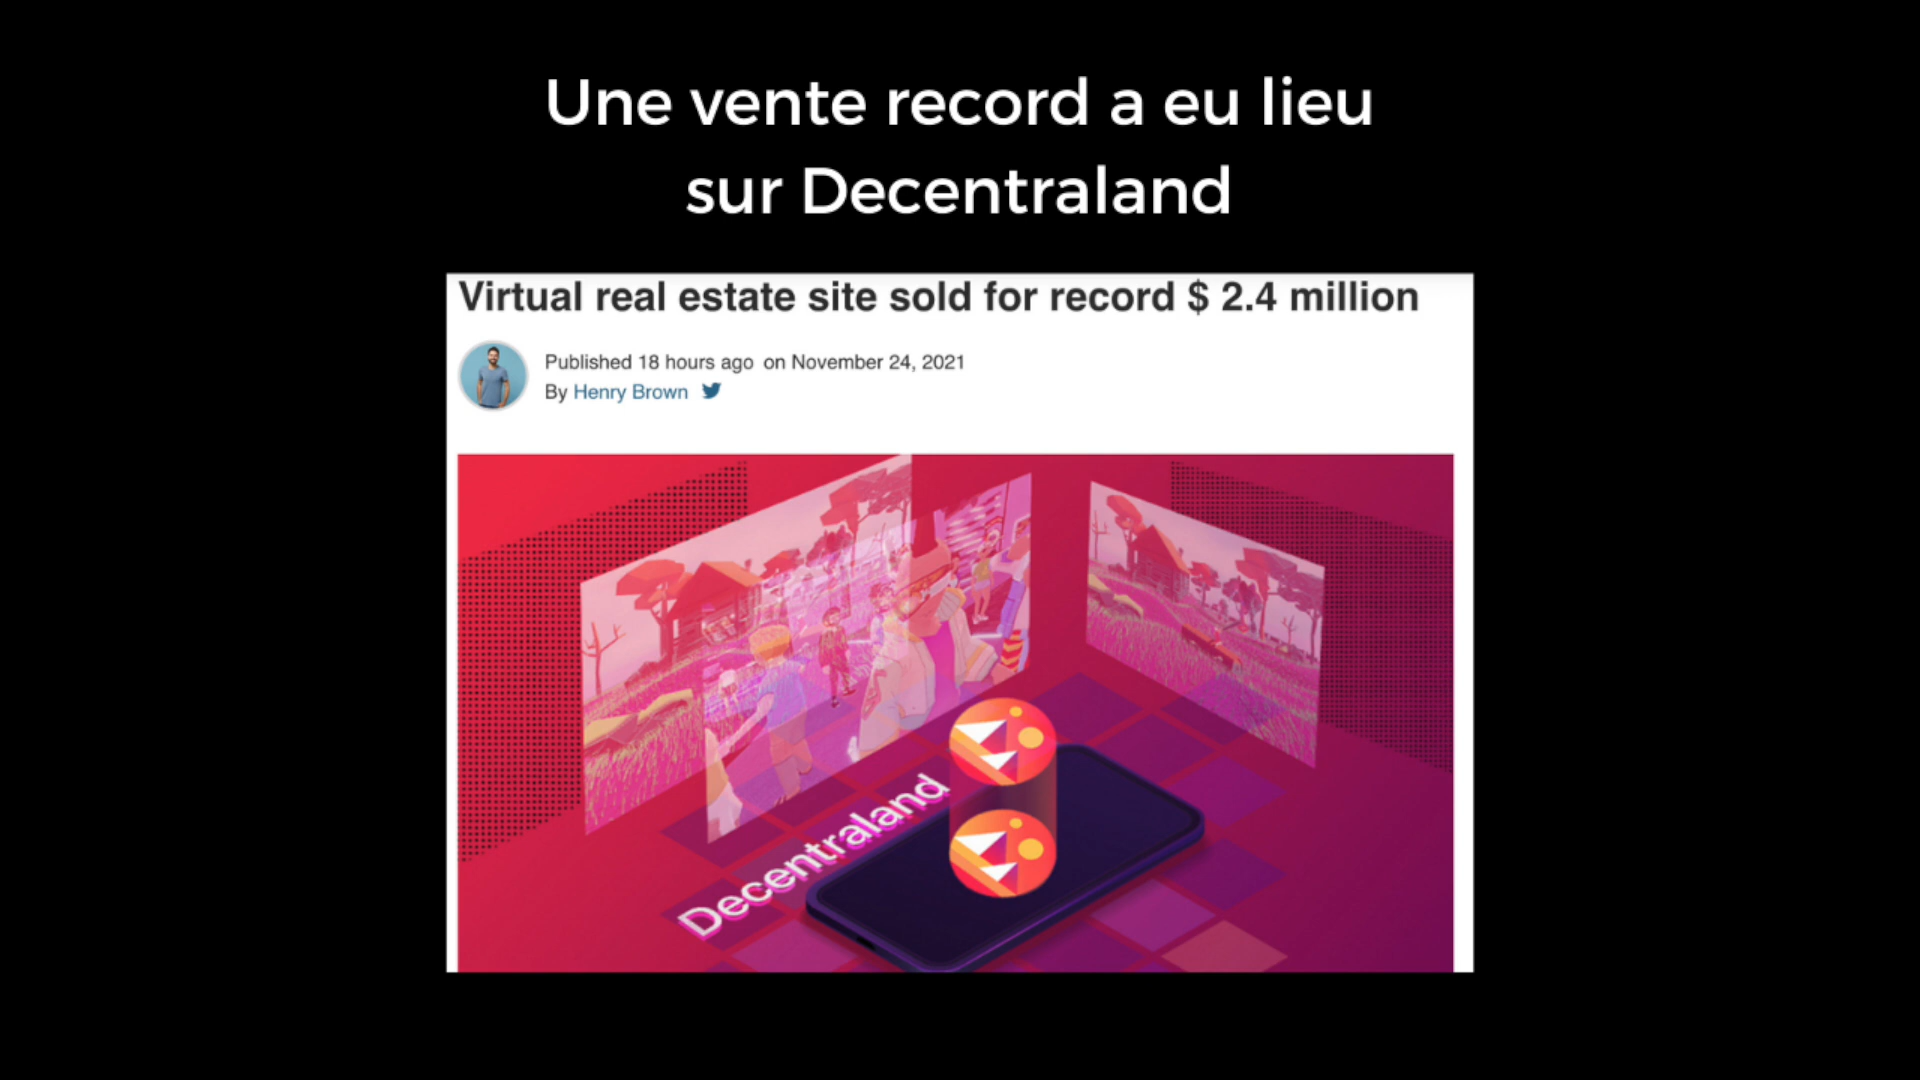 Une vente record a eu lieu
sur Decentraland
Virtual real estate site sold for record $ 2.4 million
Published 18 hours ago on November 24, 2021
By Henry Brown
Decentraland